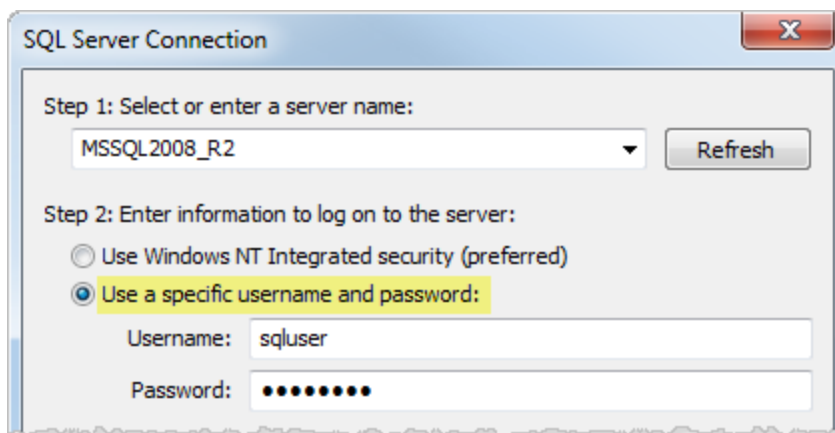 SQL Server Connection
Step 1: Select or enter a server name:
MSSQL2008_R2
Refresh
Step 2: Enter information to log on to the server:
Use Windows NT Integrated security (preferred)
Use a specific username and password:
Username: sqluser
Password: ●●●●●●●●